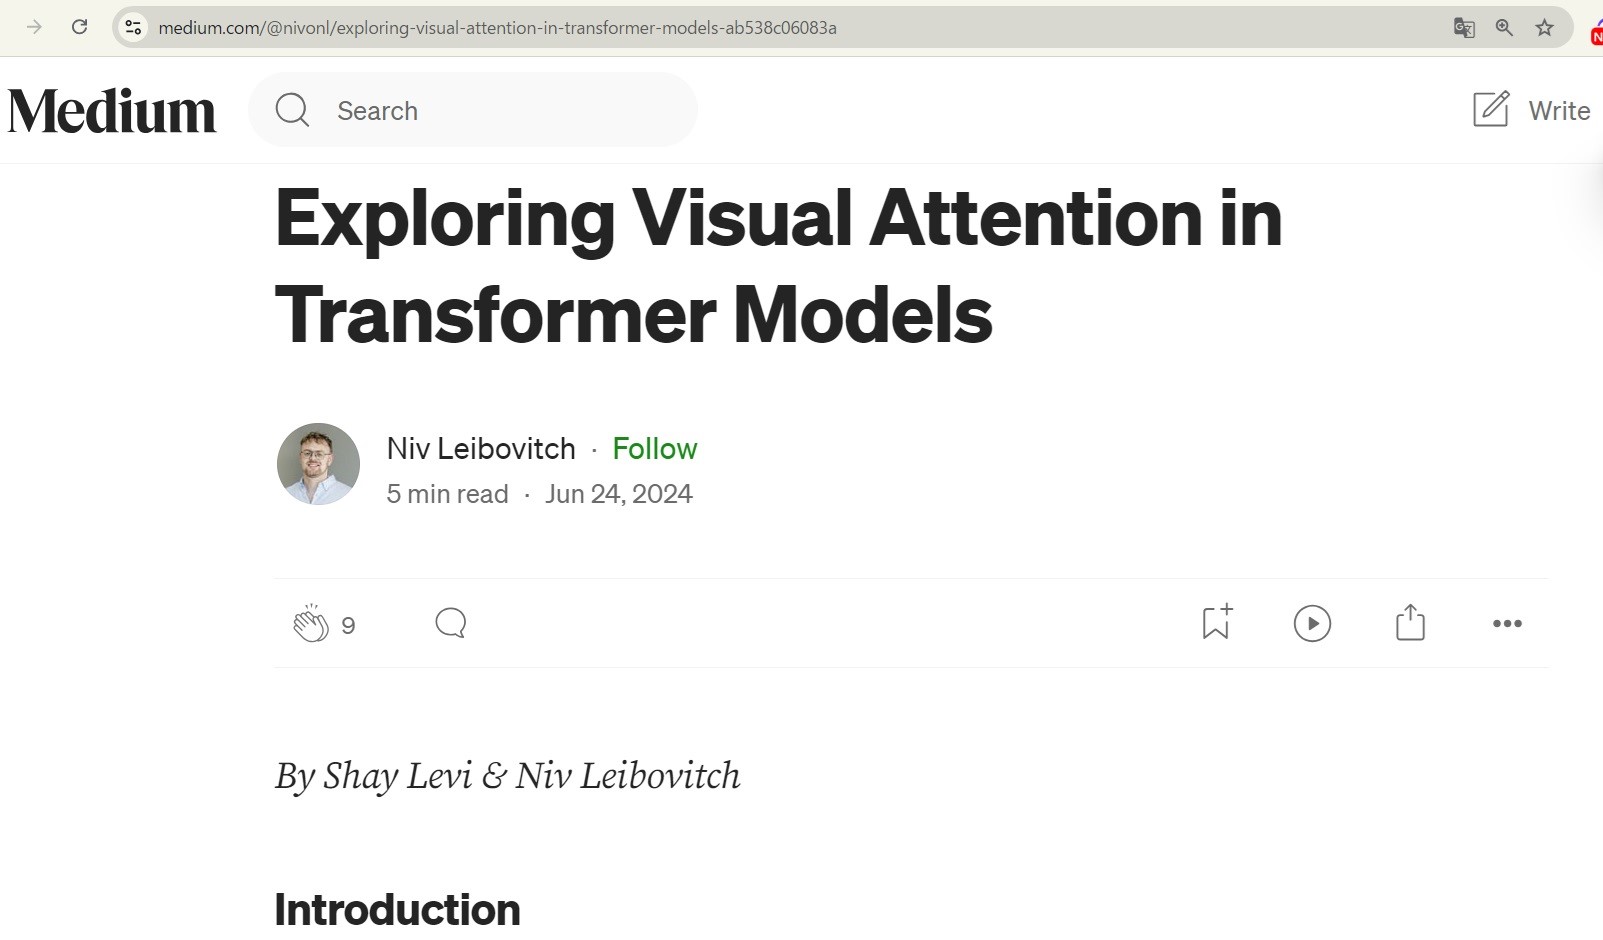 medium.com/@nivonl/exploring-visual-attention-in-transformer-models-ab538c06083a
Medium
Search
Write
Exploring Visual Attention in
Transformer Models
Niv Leibovitch · Follow
5 min read · Jun 24, 2024
9
By Shay Levi & Niv Leibovitch
Introduction